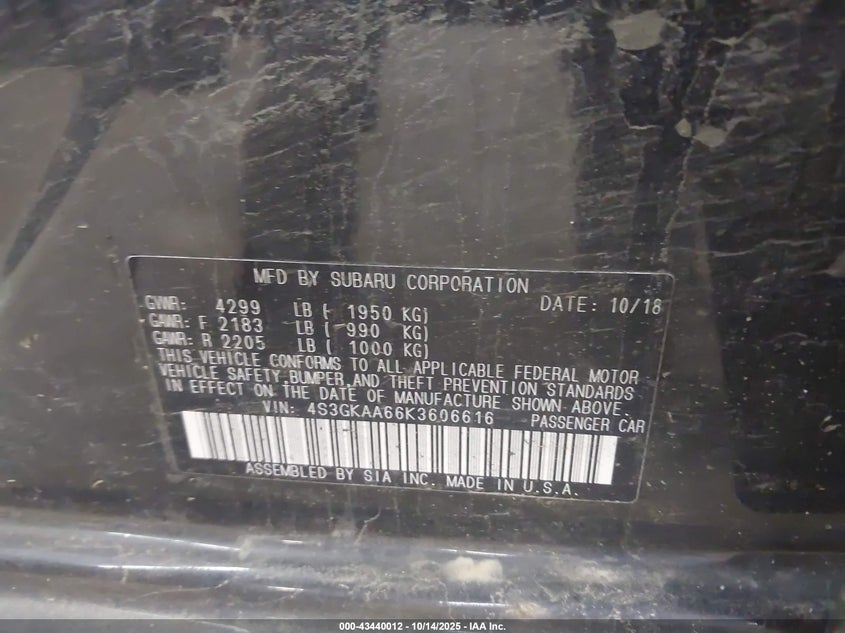 MFD BY SUBARU CORPORATION
GVWR: 4299 LB ( 1950 KG) DATE: 10/18
GAWR: F 2183 LB ( 990 KG)
GAWR: R 2205 LB ( 1000 KG)
THIS VEHICLE CONFORMS TO ALL APPLICABLE FEDERAL MOTOR
VEHICLE SAFETY,BUMPER,AND THEFT PREVENTION STANDARDS
IN EFFECT ON THE DATE OF MANUFACTURE SHOWN ABOVE.
VIN: 4S3GKAA66K3606616 PASSENGER CAR
ASSEMBLED BY SIA INC. MADE IN U.S.A.
000-43440012 - 10/14/2025 - IAA Inc.